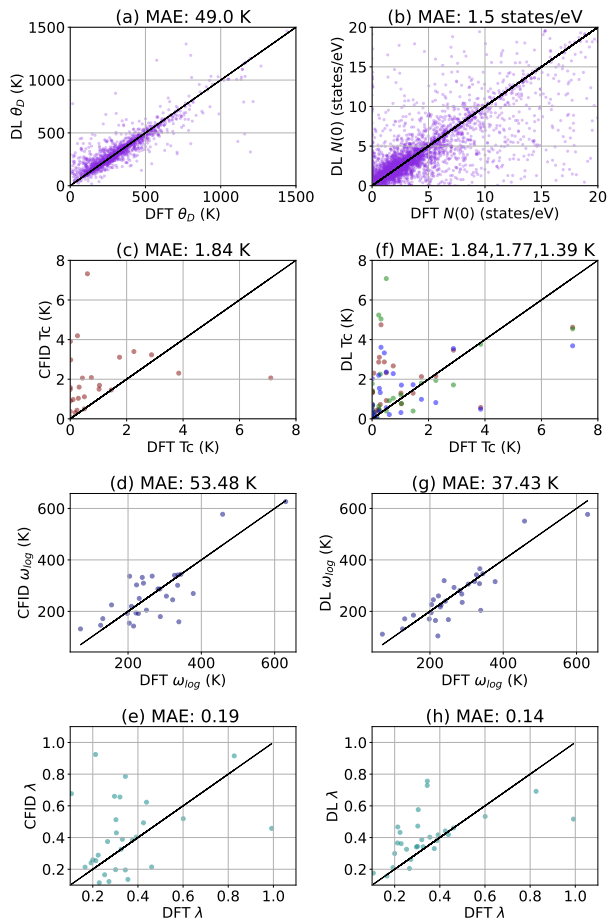 (a) MAE: 49.0 K
1500
1000
500
0
DL θ_D (K)
0 500 1000 1500
DFT θ_D (K)
(b) MAE: 1.5 states/eV
20
15
10
5
0
DL N(0) (states/eV)
0 5 10 15 20
DFT N(0) (states/eV)
(c) MAE: 1.84 K
8
6
4
2
0
CFID Tc (K)
0 2 4 6 8
DFT Tc (K)
(f) MAE: 1.84,1.77,1.39 K
8
6
4
2
0
DL Tc (K)
0 2 4 6 8
DFT Tc (K)
(d) MAE: 53.48 K
600
400
200
CFID ω_log (K)
200 400 600
DFT ω_log (K)
(g) MAE: 37.43 K
600
400
200
DL ω_log (K)
200 400 600
DFT ω_log (K)
(e) MAE: 0.19
1.0
0.8
0.6
0.4
0.2
CFID λ
0.2 0.4 0.6 0.8 1.0
DFT λ
(h) MAE: 0.14
1.0
0.8
0.6
0.4
0.2
DL λ
0.2 0.4 0.6 0.8 1.0
DFT λ